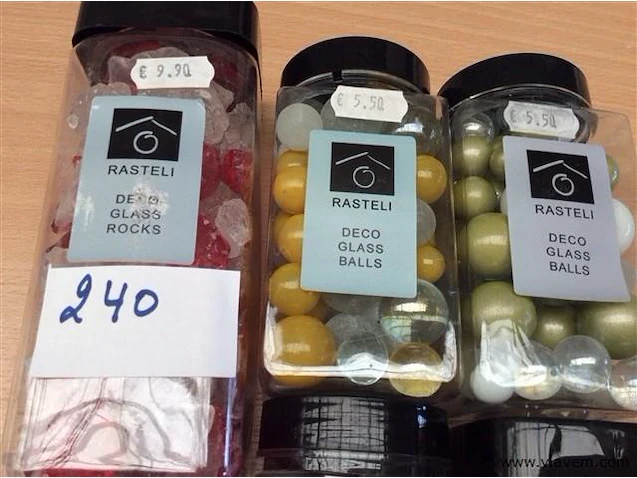 € 9.90
RASTELI
DECO
GLASS
ROCKS
240
€ 5.50
RASTELI
DECO
GLASS
BALLS
€ 5.50
RASTELI
DECO
GLASS
BALLS
www.vlavem.com